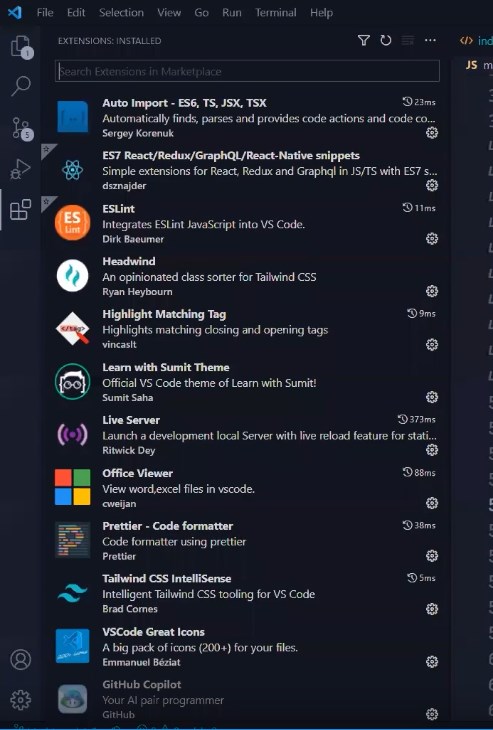 File Edit Selection View Go Run Terminal Help
EXTENSIONS: INSTALLED
ind
Search Extensions in Marketplace
JS m
Auto Import - ES6, TS, JSX, TSX 23ms
Automatically finds, parses and provides code actions and code co...
Sergey Korenuk
ES7 React/Redux/GraphQL/React-Native snippets
Simple extensions for React, Redux and Graphql in JS/TS with ES7 s...
dsznajder
ES Lint
ESLint 11ms
Integrates ESLint JavaScript into VS Code.
Dirk Baeumer
Headwind
An opinionated class sorter for Tailwind CSS
Ryan Heybourn
Highlight Matching Tag 9ms
Highlights matching closing and opening tags
vincaslt
Learn with Sumit Theme
Official VS Code theme of Learn with Sumit!
Sumit Saha
Live Server 373ms
Launch a development local Server with live reload feature for stati...
Ritwick Dey
Office Viewer 88ms
View word,excel files in vscode.
cweijan
Prettier - Code formatter 38ms
Code formatter using prettier
Prettier
Tailwind CSS IntelliSense 5ms
Intelligent Tailwind CSS tooling for VS Code
Brad Cornes
VSCode Great Icons
A big pack of icons (200+) for your files.
Emmanuel Béziat
GitHub Copilot
Your AI pair programmer
GitHub